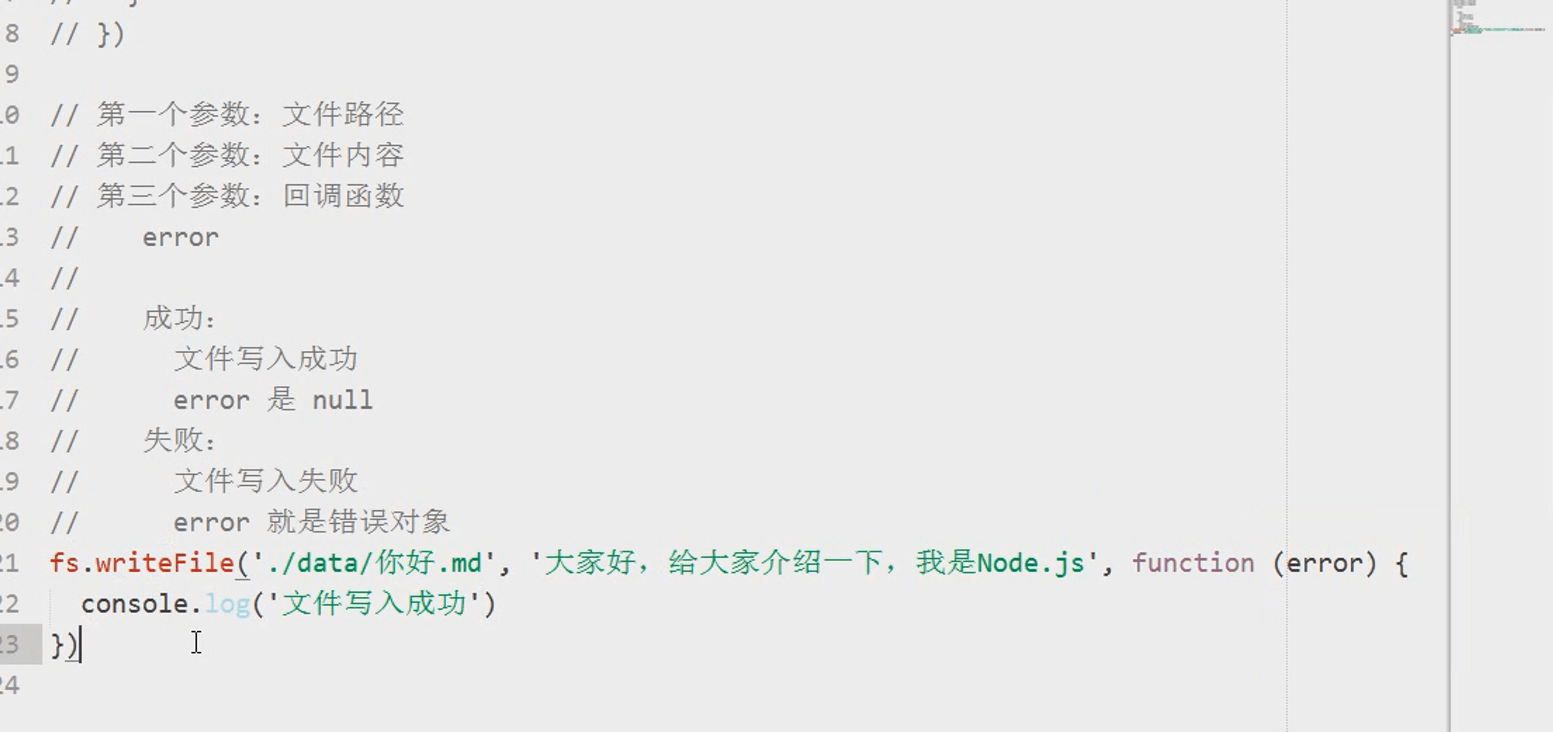 8 // })
9
10 // 第一个参数：文件路径
11 // 第二个参数：文件内容
12 // 第三个参数：回调函数
13 //    error
14 //
15 //    成功：
16 //      文件写入成功
17 //      error 是 null
18 //    失败：
19 //      文件写入失败
20 //      error 就是错误对象
21 fs.writeFile('./data/你好.md', '大家好，给大家介绍一下，我是Node.js', function (error) {
22   console.log('文件写入成功')
23 })
24